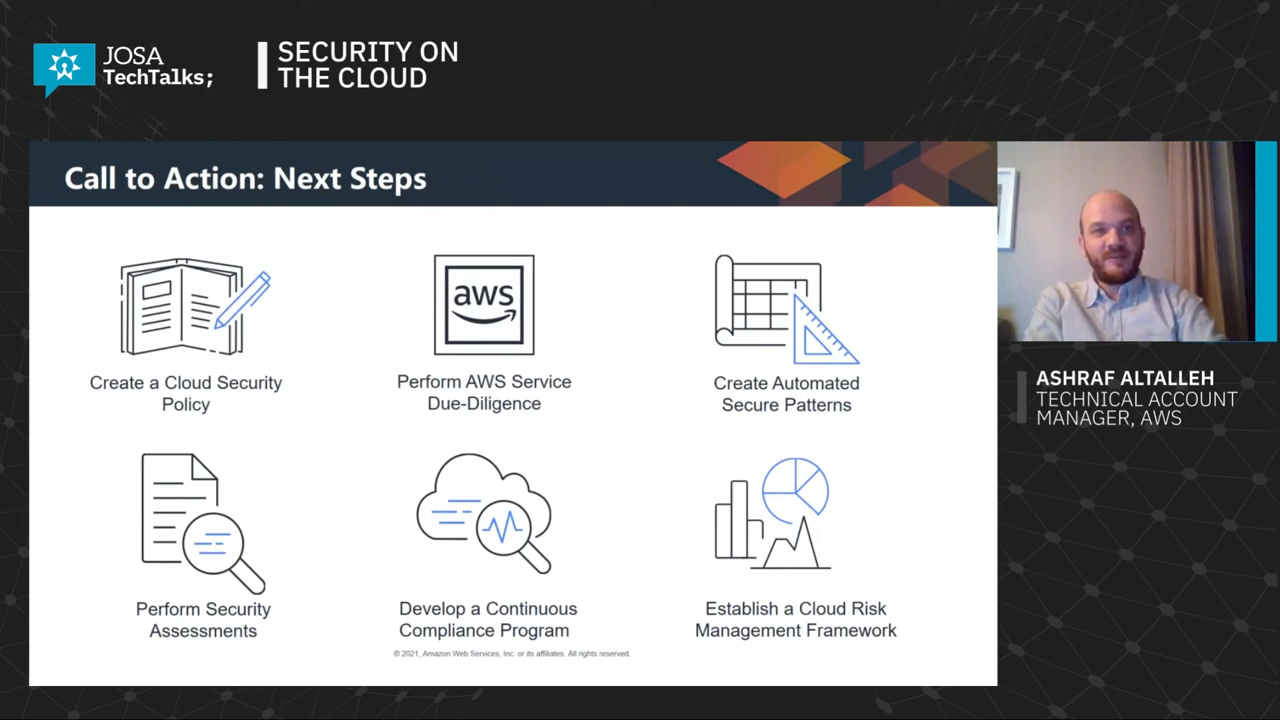 JOSA
TechTalks;
SECURITY ON
THE CLOUD
Call to Action: Next Steps
Create a Cloud Security
Policy
aws
Perform AWS Service
Due-Diligence
Create Automated
Secure Patterns
Perform Security
Assessments
Develop a Continuous
Compliance Program
Establish a Cloud Risk
Management Framework
© 2021, Amazon Web Services, Inc. or its affiliates. All rights reserved.
ASHRAF ALTALLEH
TECHNICAL ACCOUNT
MANAGER, AWS